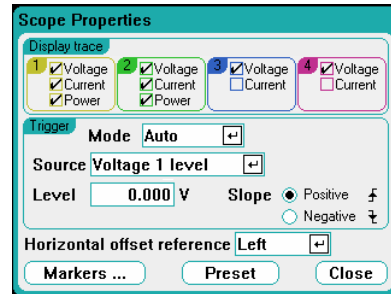 Scope Properties
Display trace
1 Voltage 2 Voltage 3 Voltage 4 Voltage
Current Current Current Current
Power Power
Trigger
Mode Auto
Source Voltage 1 level
Level 0.000 V Slope Positive
Negative
Horizontal offset reference Left
Markers ... Preset Close